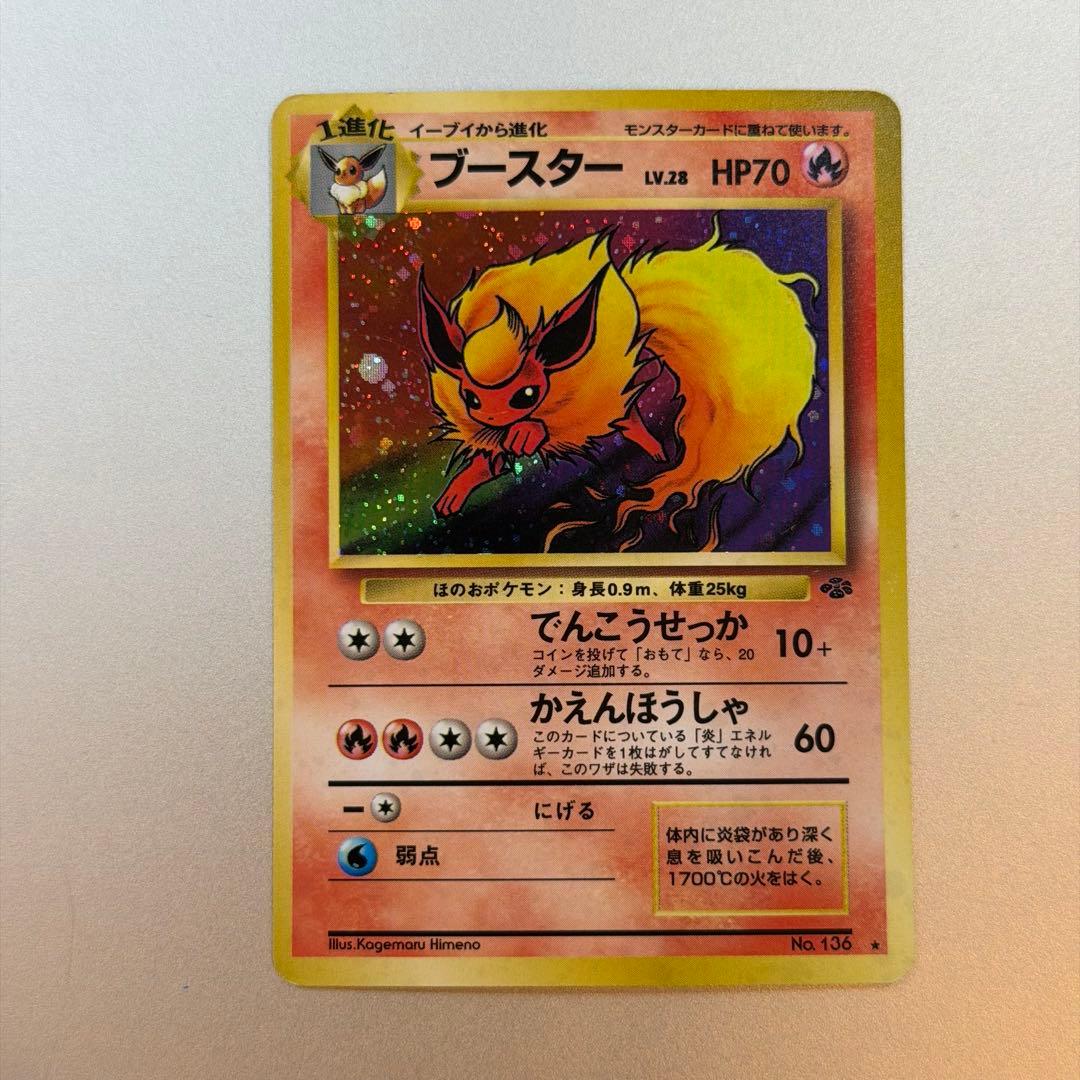 1進化 イーブイから進化 モンスターカードに重ねて使います。
ブースター LV.28 HP70
ほのおポケモン：身長0.9m、体重25kg
でんこうせっか 10+
コインを投げて「おもて」なら、20
ダメージ追加する。
かえんほうしゃ 60
このカードについている「炎」エネル
ギーカードを1枚はがしてすてなけれ
ば、このワザは失敗する。
ー にげる
弱点
体内に炎袋があり深く
息を吸いこんだ後、
1700℃の火をはく。
Illus.Kagemaru Himeno No. 136 ★